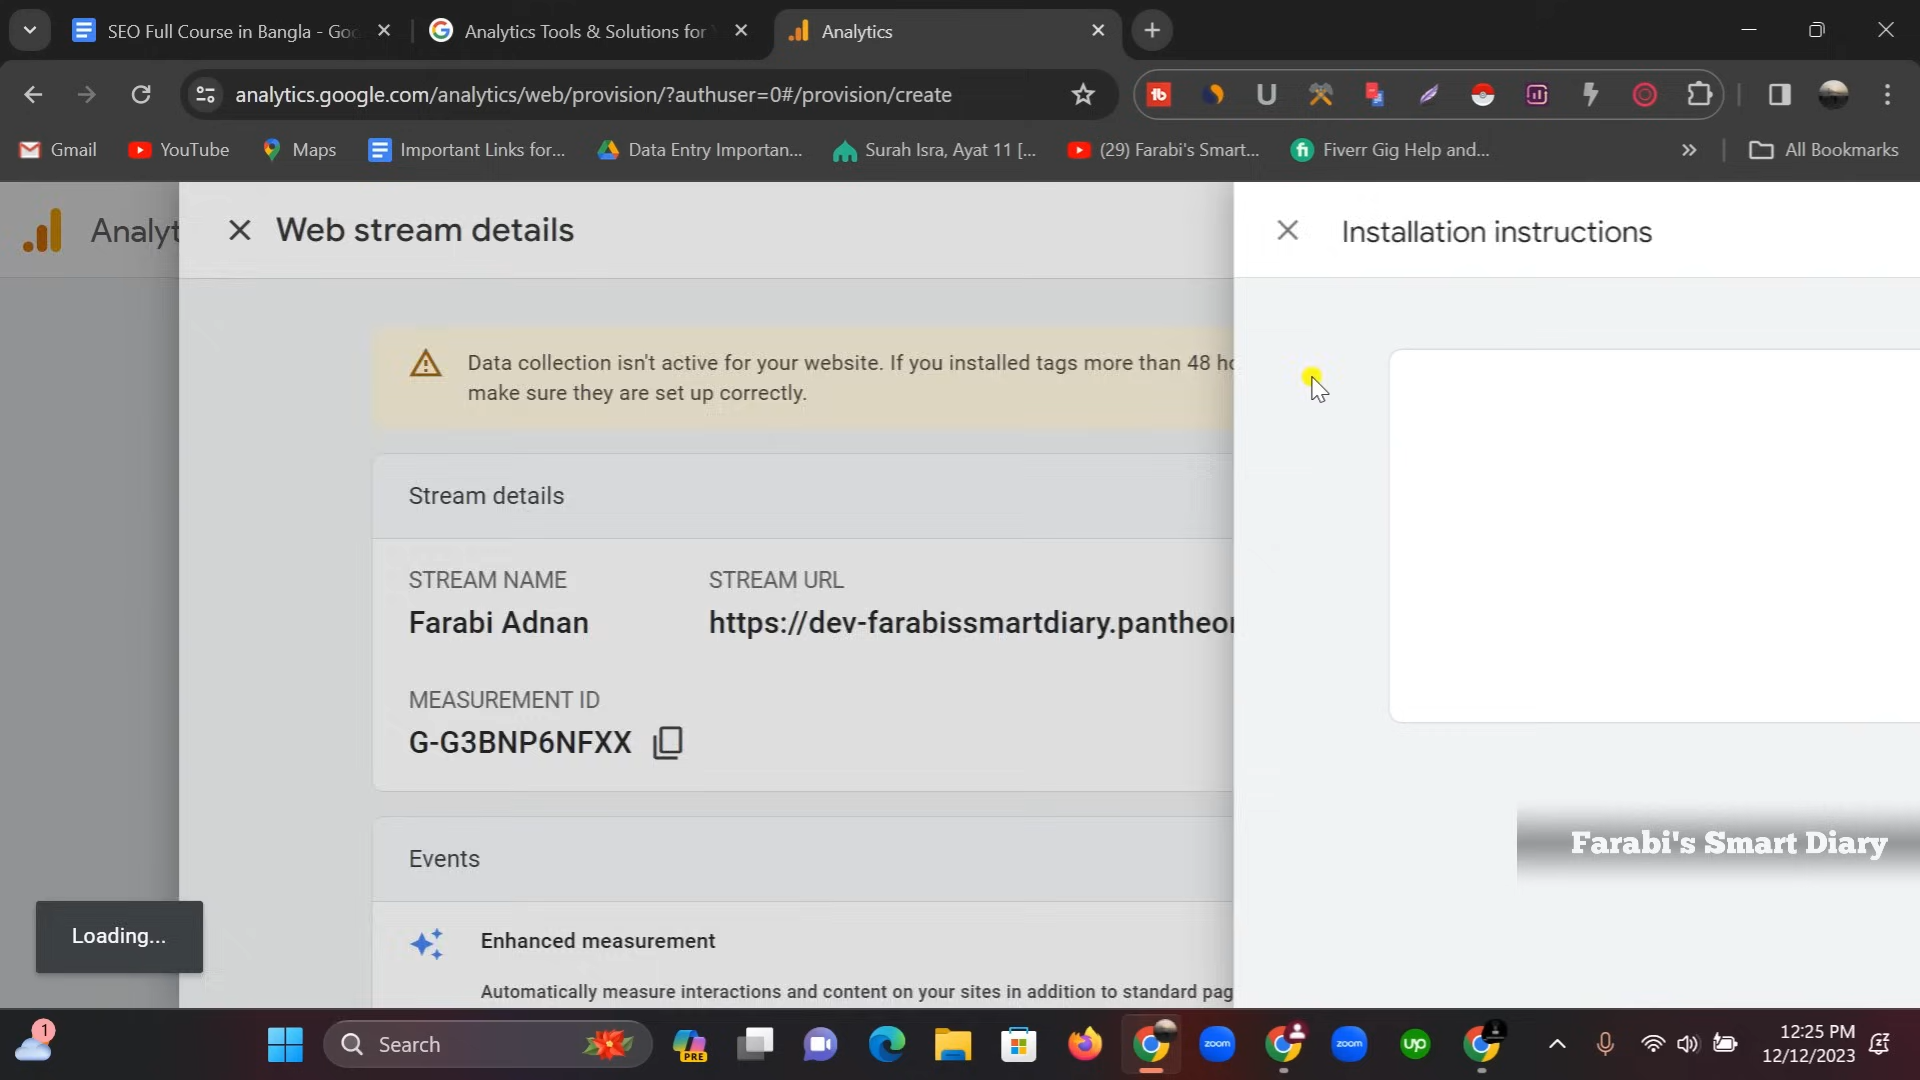 SEO Full Course in Bangla - Goo
Analytics Tools & Solutions for Y
Analytics
analytics.google.com/analytics/web/provision/?authuser=0#/provision/create
Gmail
YouTube
Maps
Important Links for...
Data Entry Importan...
Surah Isra, Ayat 11 [...
(29) Farabi's Smart...
Fiverr Gig Help and...
All Bookmarks
Analyt
Web stream details
Installation instructions
Data collection isn't active for your website. If you installed tags more than 48 ho
make sure they are set up correctly.
Stream details
STREAM NAME
STREAM URL
Farabi Adnan
https://dev-farabissmartdiary.pantheon
MEASUREMENT ID
G-G3BNP6NFXX
Events
Farabi's Smart Diary
Loading...
Enhanced measurement
Automatically measure interactions and content on your sites in addition to standard pag
1
Search
PRE
zoom
zoom
up
12:25 PM
12/12/2023